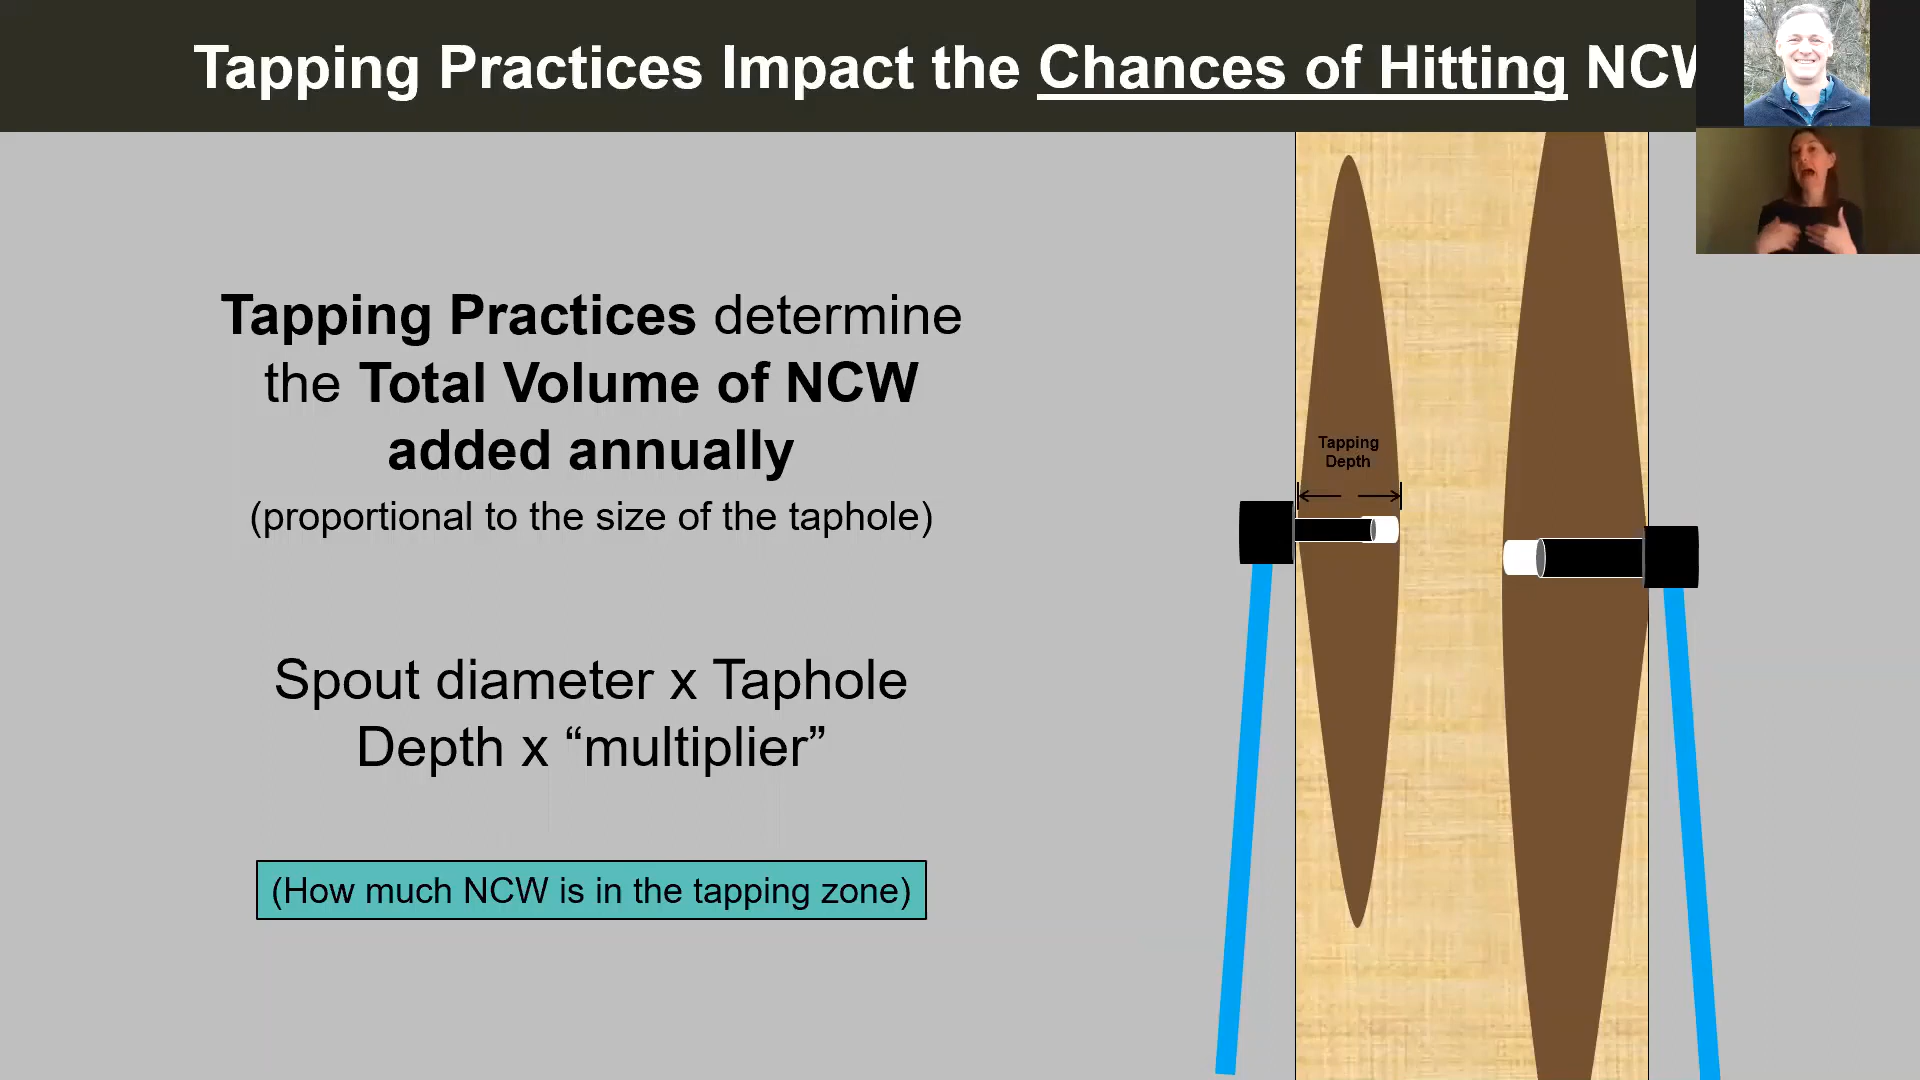 Tapping Practices Impact the Chances of Hitting NCW
Tapping Practices determine
the Total Volume of NCW
added annually
(proportional to the size of the taphole)
Spout diameter x Taphole
Depth x “multiplier”
(How much NCW is in the tapping zone)
Tapping
Depth